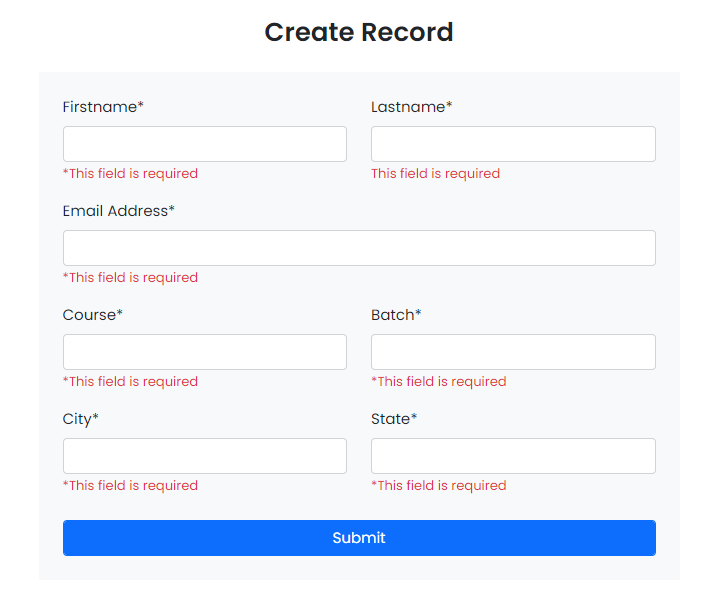 Create Record
Firstname* Lastname*
*This field is required This field is required
Email Address*
*This field is required
Course* Batch*
*This field is required *This field is required
City* State*
*This field is required *This field is required
Submit